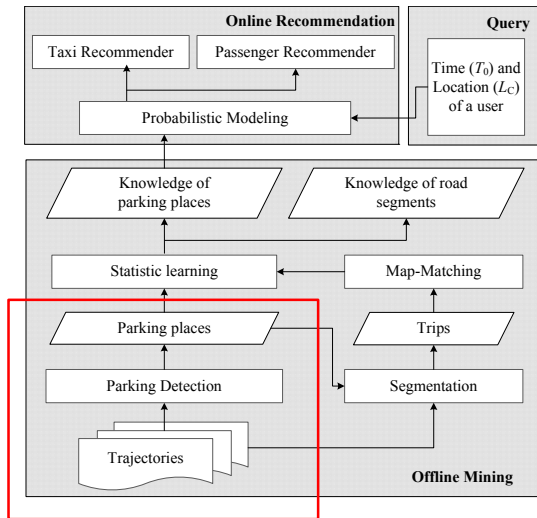 Online Recommendation
Query
Taxi Recommender
Passenger Recommender
Time (T0) and
Location (LC)
of a user
Probabilistic Modeling
Knowledge of
parking places
Knowledge of road
segments
Statistic learning
Map-Matching
Parking places
Trips
Parking Detection
Segmentation
Trajectories
Offline Mining